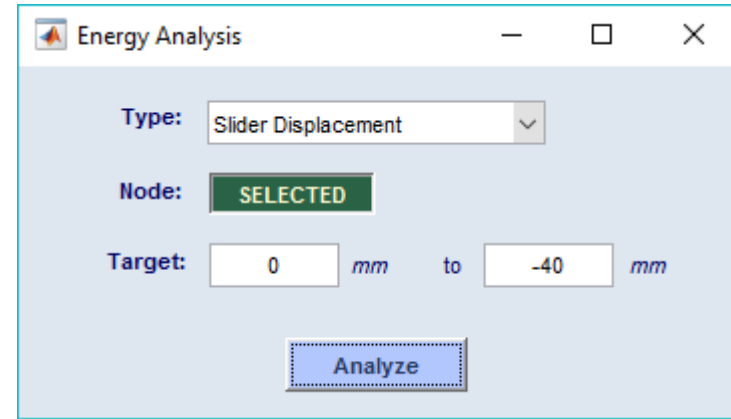 Energy Analysis
Type: Slider Displacement
Node: SELECTED
Target: 0 mm to -40 mm
Analyze